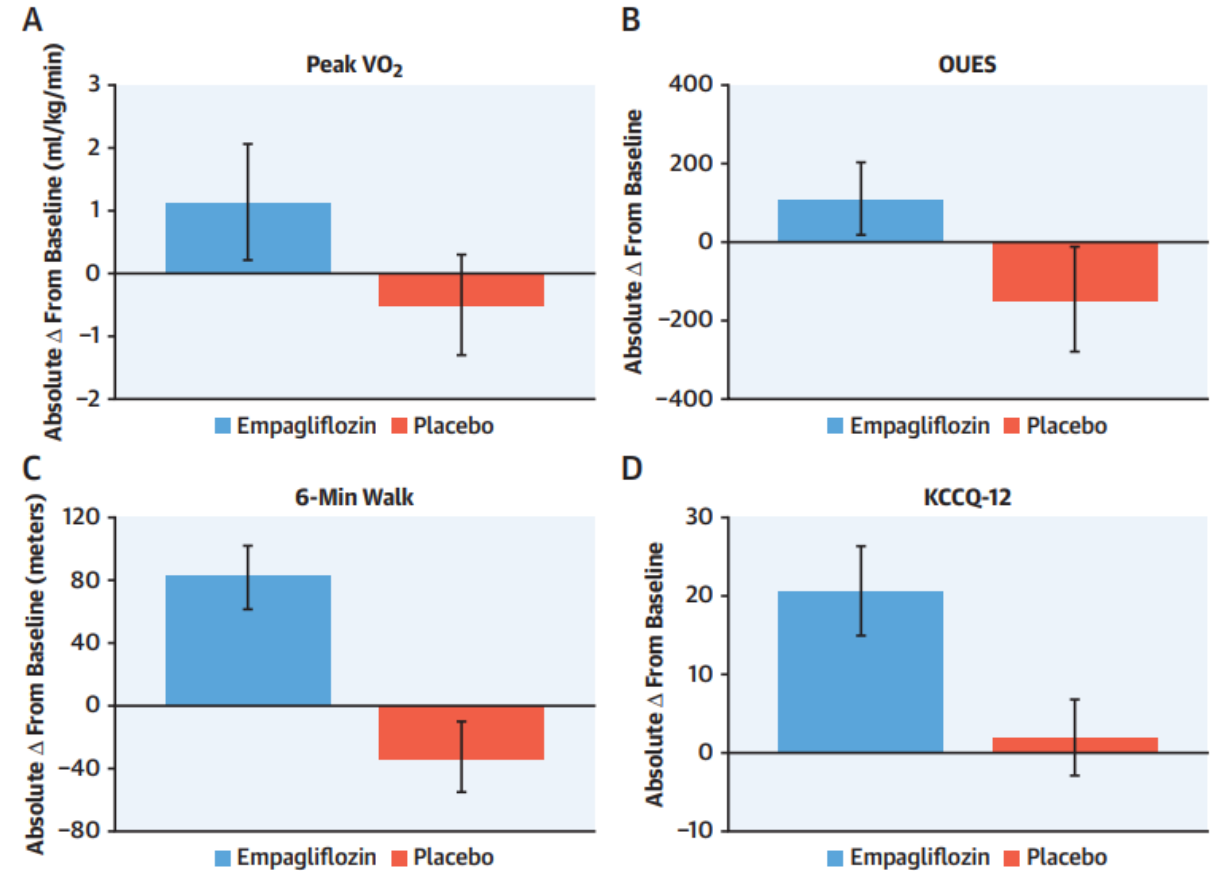 A
Peak VO₂
Absolute Δ From Baseline (ml/kg/min)
3
2
1
0
−1
−2
Empagliflozin Placebo
B
OUES
Absolute Δ From Baseline
400
200
0
−200
−400
Empagliflozin Placebo
C
6-Min Walk
Absolute Δ From Baseline (meters)
120
80
40
0
−40
−80
Empagliflozin Placebo
D
KCCQ-12
Absolute Δ From Baseline
30
20
10
0
−10
Empagliflozin Placebo